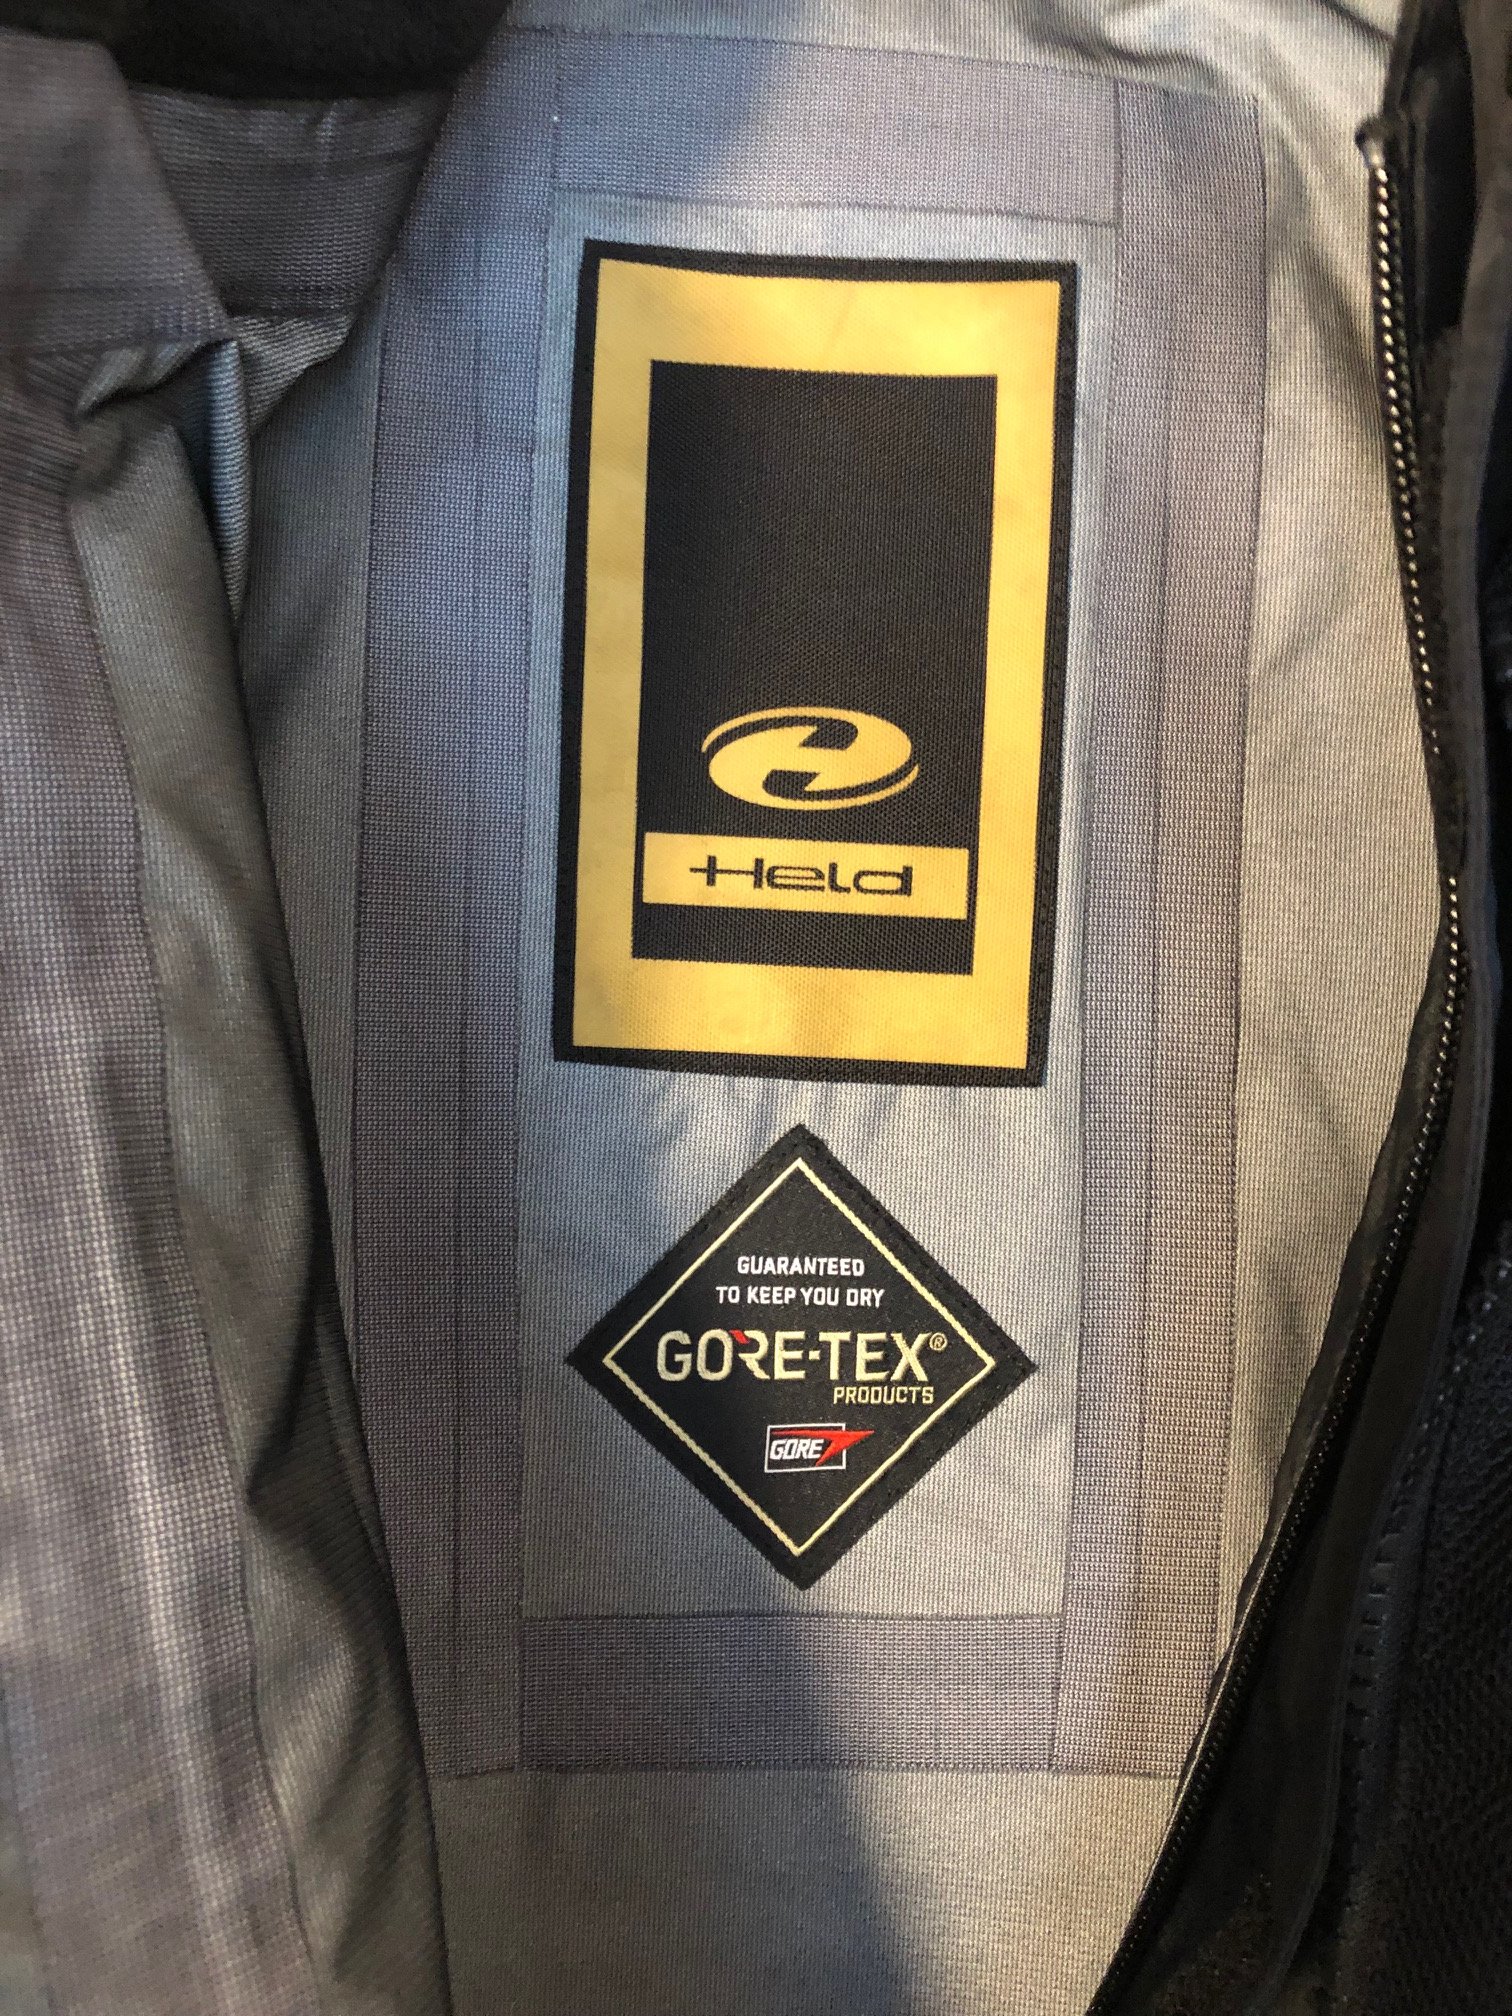 Held
GUARANTEED
TO KEEP YOU DRY
GORE-TEX®
PRODUCTS
GORE